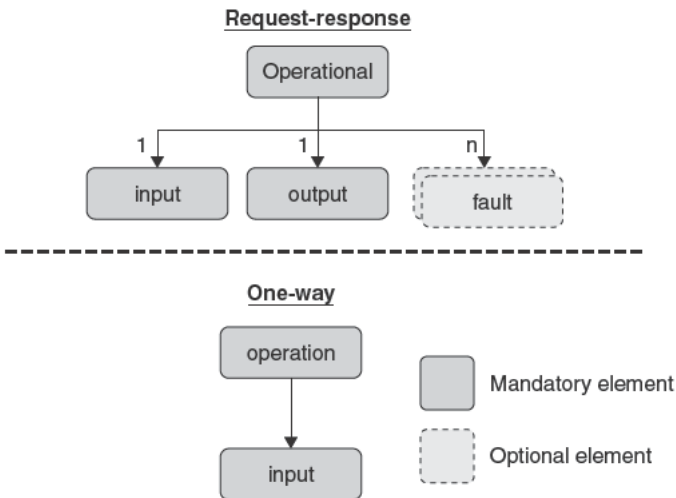 Request-response
Operational
1
1
n
input
output
fault
One-way
operation
Mandatory element
Optional element
input